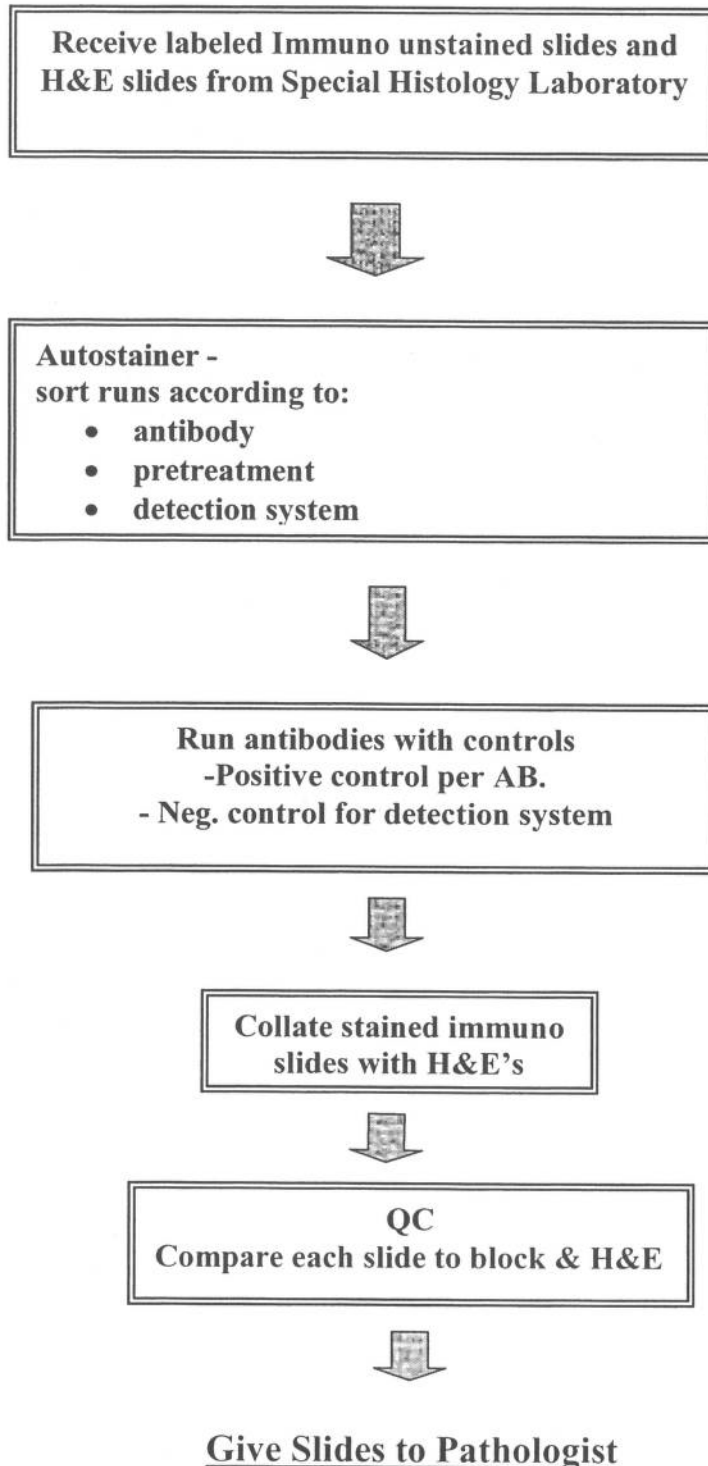 Receive labeled Immuno unstained slides and
H&E slides from Special Histology Laboratory
Autostainer -
sort runs according to:
• antibody
• pretreatment
• detection system
Run antibodies with controls
-Positive control per AB.
- Neg. control for detection system
Collate stained immuno
slides with H&E's
QC
Compare each slide to block & H&E
Give Slides to Pathologist